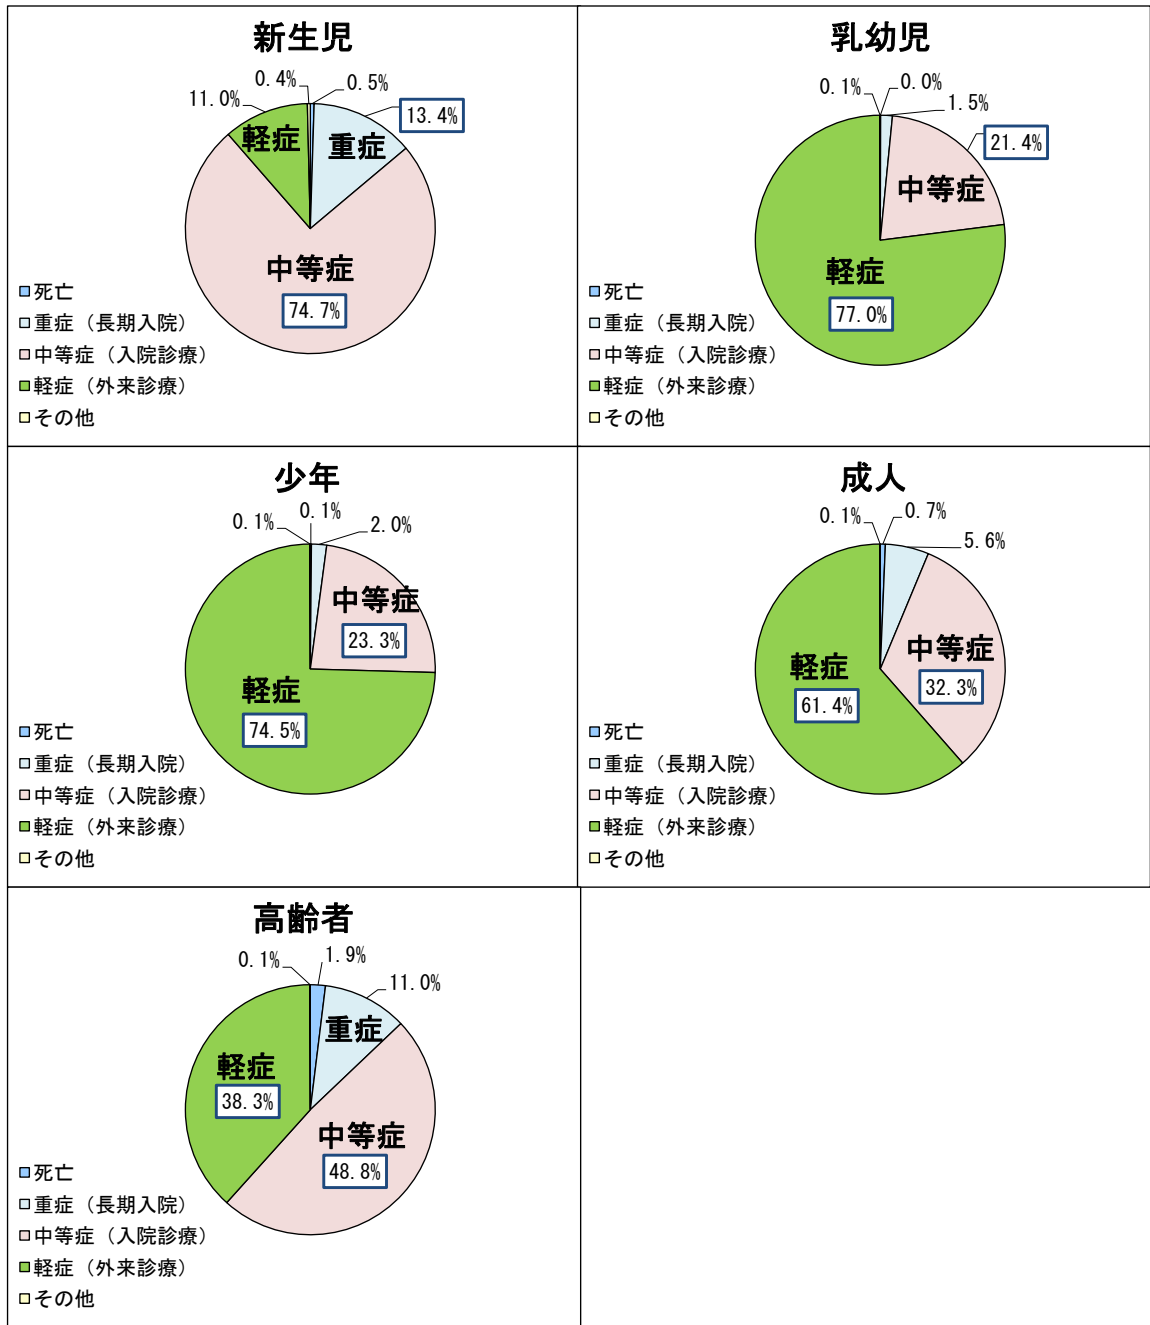 新生児
0.4%
0.5%
11.0%
13.4%
軽症
重症
中等症
74.7%
死亡
重症（長期入院）
中等症（入院診療）
軽症（外来診療）
その他
乳幼児
0.1%
0.0%
1.5%
21.4%
中等症
軽症
77.0%
死亡
重症（長期入院）
中等症（入院診療）
軽症（外来診療）
その他
少年
0.1%
0.1%
2.0%
中等症
23.3%
軽症
74.5%
死亡
重症（長期入院）
中等症（入院診療）
軽症（外来診療）
その他
成人
0.1%
0.7%
5.6%
中等症
32.3%
軽症
61.4%
死亡
重症（長期入院）
中等症（入院診療）
軽症（外来診療）
その他
高齢者
0.1%
1.9%
11.0%
重症
軽症
38.3%
中等症
48.8%
死亡
重症（長期入院）
中等症（入院診療）
軽症（外来診療）
その他